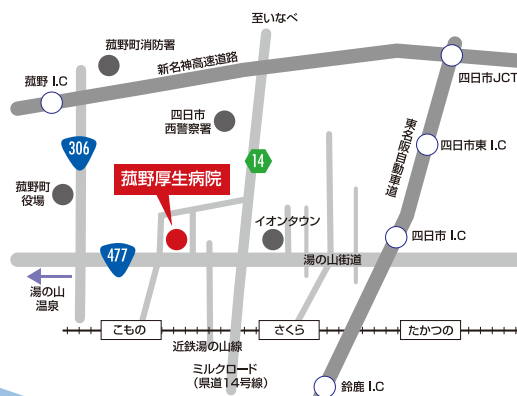 至いなべ
菰野町消防署
新名神高速道路
菰野 I.C
四日市JCT
四日市
西警察署
306
14
東名阪自動車道
四日市東 I.C
菰野厚生病院
菰野町
役場
イオンタウン
四日市 I.C
477
湯の山街道
湯の山
温泉
こもの
さくら
たかつの
近鉄湯の山線
ミルクロード
(県道14号線)
鈴鹿 I.C